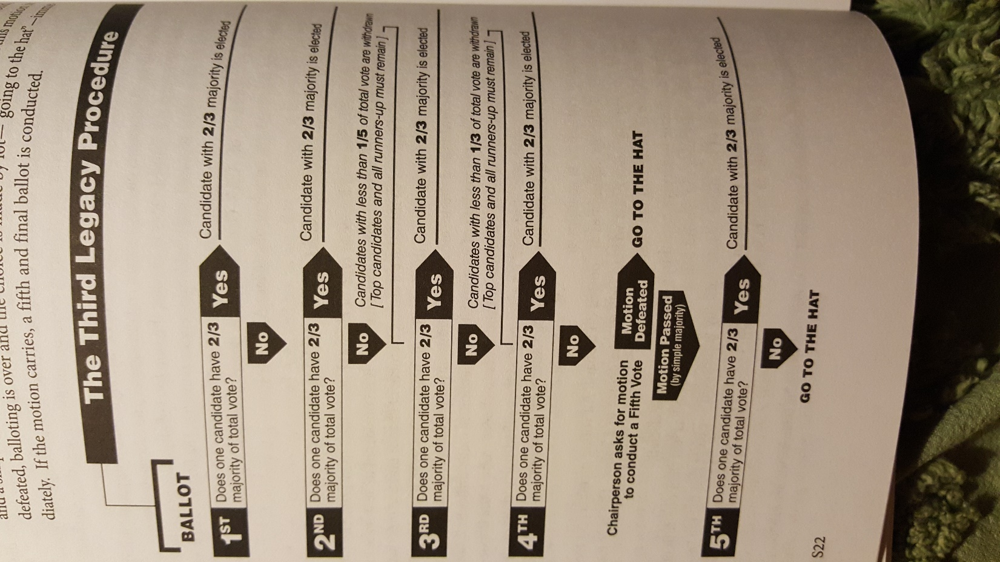 going to the hat" –imme
defeated, balloting is over and the choice is made by lot—
diately. If the motion carries, a fifth and final ballot is conducted.
The Third Legacy Procedure
BALLOT
1ST
Does one candidate have 2/3
majority of total vote?
Yes
Candidate with 2/3 majority is elected
No
2ND
Does one candidate have 2/3
majority of total vote?
Yes
Candidate with 2/3 majority is elected
No
Candidates with less than 1/5 of total vote are withdrawn
[Top candidates and all runners-up must remain]
3RD
Does one candidate have 2/3
majority of total vote?
Yes
Candidate with 2/3 majority is elected
No
Candidates with less than 1/3 of total vote are withdrawn
[Top candidates and all runners-up must remain]
4TH
Does one candidate have 2/3
majority of total vote?
Yes
Candidate with 2/3 majority is elected
No
Chairperson asks for motion
to conduct a Fifth Vote
Motion
Defeated
GO TO THE HAT
Motion Passed
(by simple majority)
5TH
Does one candidate have 2/3
majority of total vote?
Yes
Candidate with 2/3 majority is elected
No
GO TO THE HAT
S22